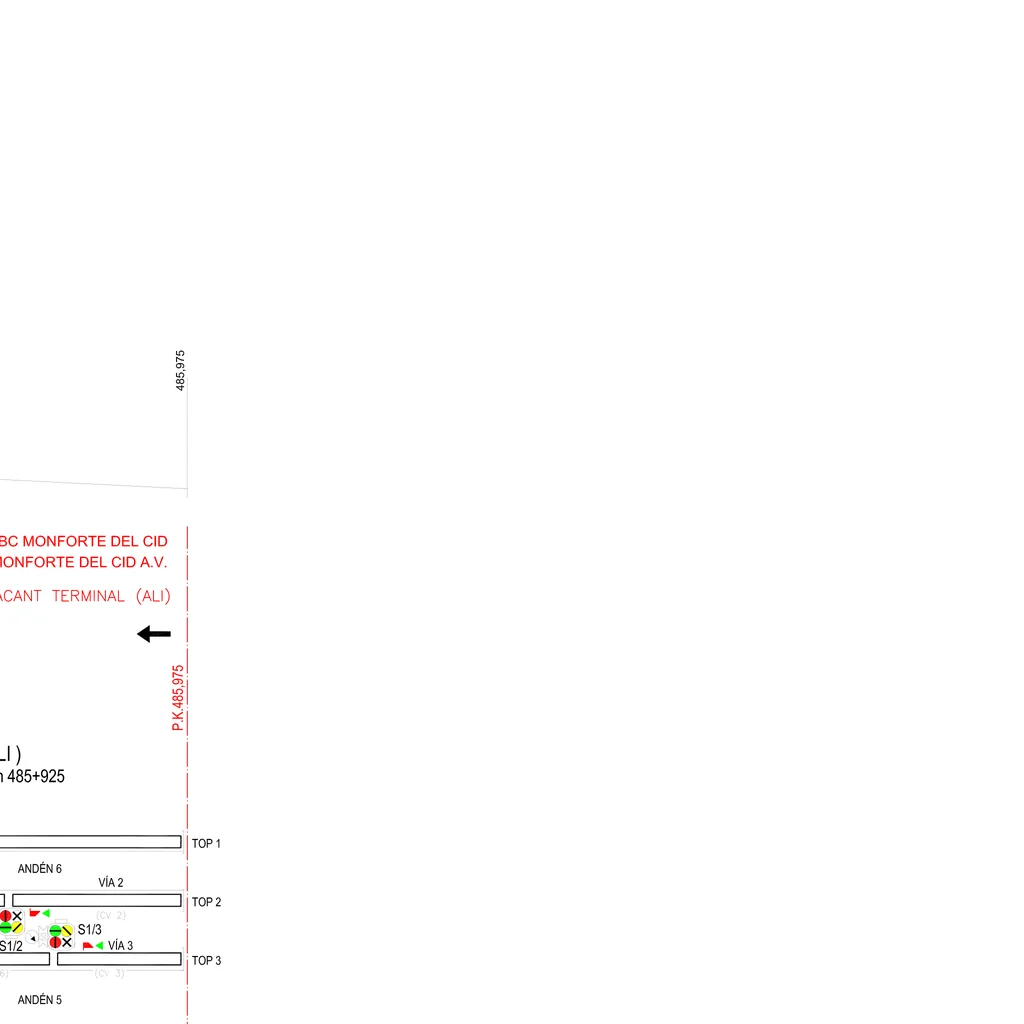 485,975
BC MONFORTE DEL CID
MONFORTE DEL CID A.V.
ACANT TERMINAL (ALI)
P.K.485,975
LI )
n 485+925
TOP 1
ANDÉN 6
VÍA 2
TOP 2
(CV 2)
S1/3
S1/2
VÍA 3
TOP 3
6)
(CV 3)
ANDÉN 5